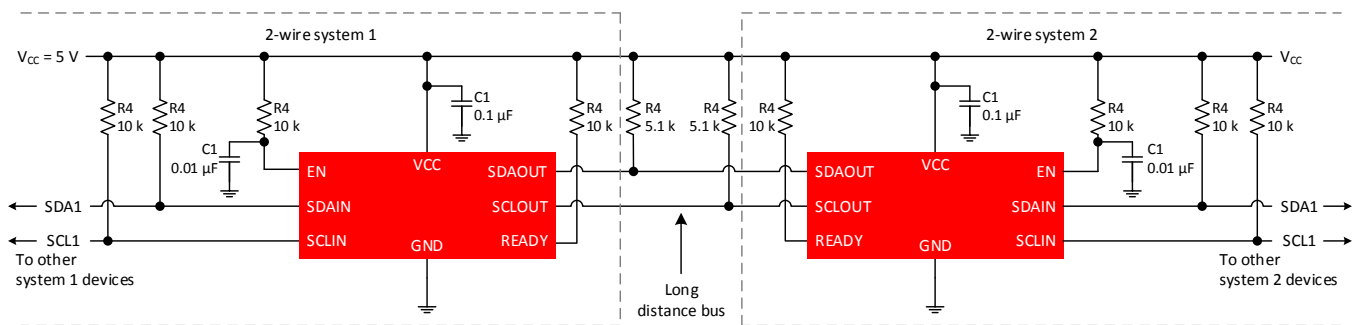 2-wire system 1
2-wire system 2
VCC = 5 V
VCC
R4
10 k
R4
10 k
R4
10 k
C1
0.01 µF
C1
0.1 µF
R4
10 k
R4
5.1 k
R4
5.1 k
R4
10 k
C1
0.1 µF
R4
10 k
C1
0.01 µF
R4
10 k
R4
10 k
VCC
EN
SDAIN
SCLIN
GND
SDAOUT
SCLOUT
READY
VCC
SDAOUT
SCLOUT
READY
GND
EN
SDAIN
SCLIN
SDA1
SCL1
To other
system 1 devices
Long
distance bus
SDA1
SCL1
To other
system 2 devices